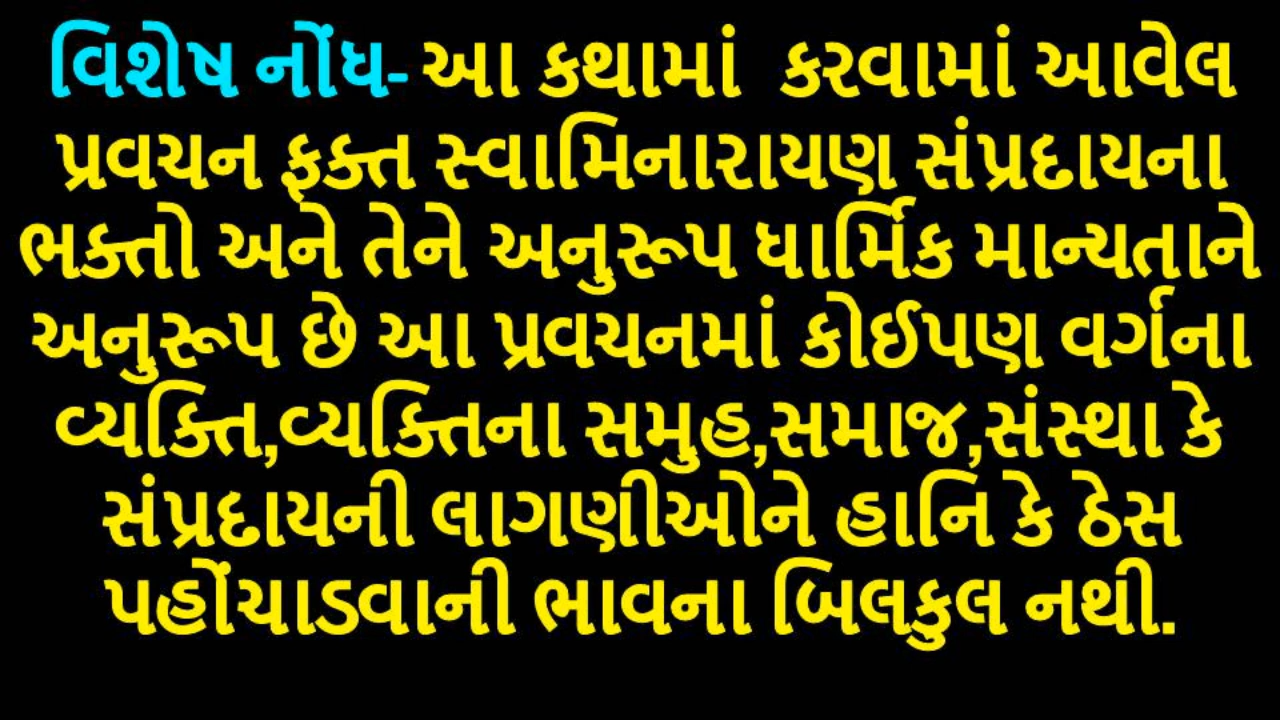 વિશેષ નોંધ- આ કથામાં કરવામાં આવેલ
પ્રવચન ફક્ત સ્વામિનારાયણ સંપ્રદાયના
ભક્તો અને તેને અનુરૂપ ધાર્મિક માન્યતાને
અનુરૂપ છે આ પ્રવચનમાં કોઈપણ વર્ગના
વ્યક્તિ,વ્યક્તિના સમુહ,સમાજ,સંસ્થા કે
સંપ્રદાયની લાગણીઓને હાનિ કે ઠેસ
પહોંચાડવાની ભાવના બિલકુલ નથી.